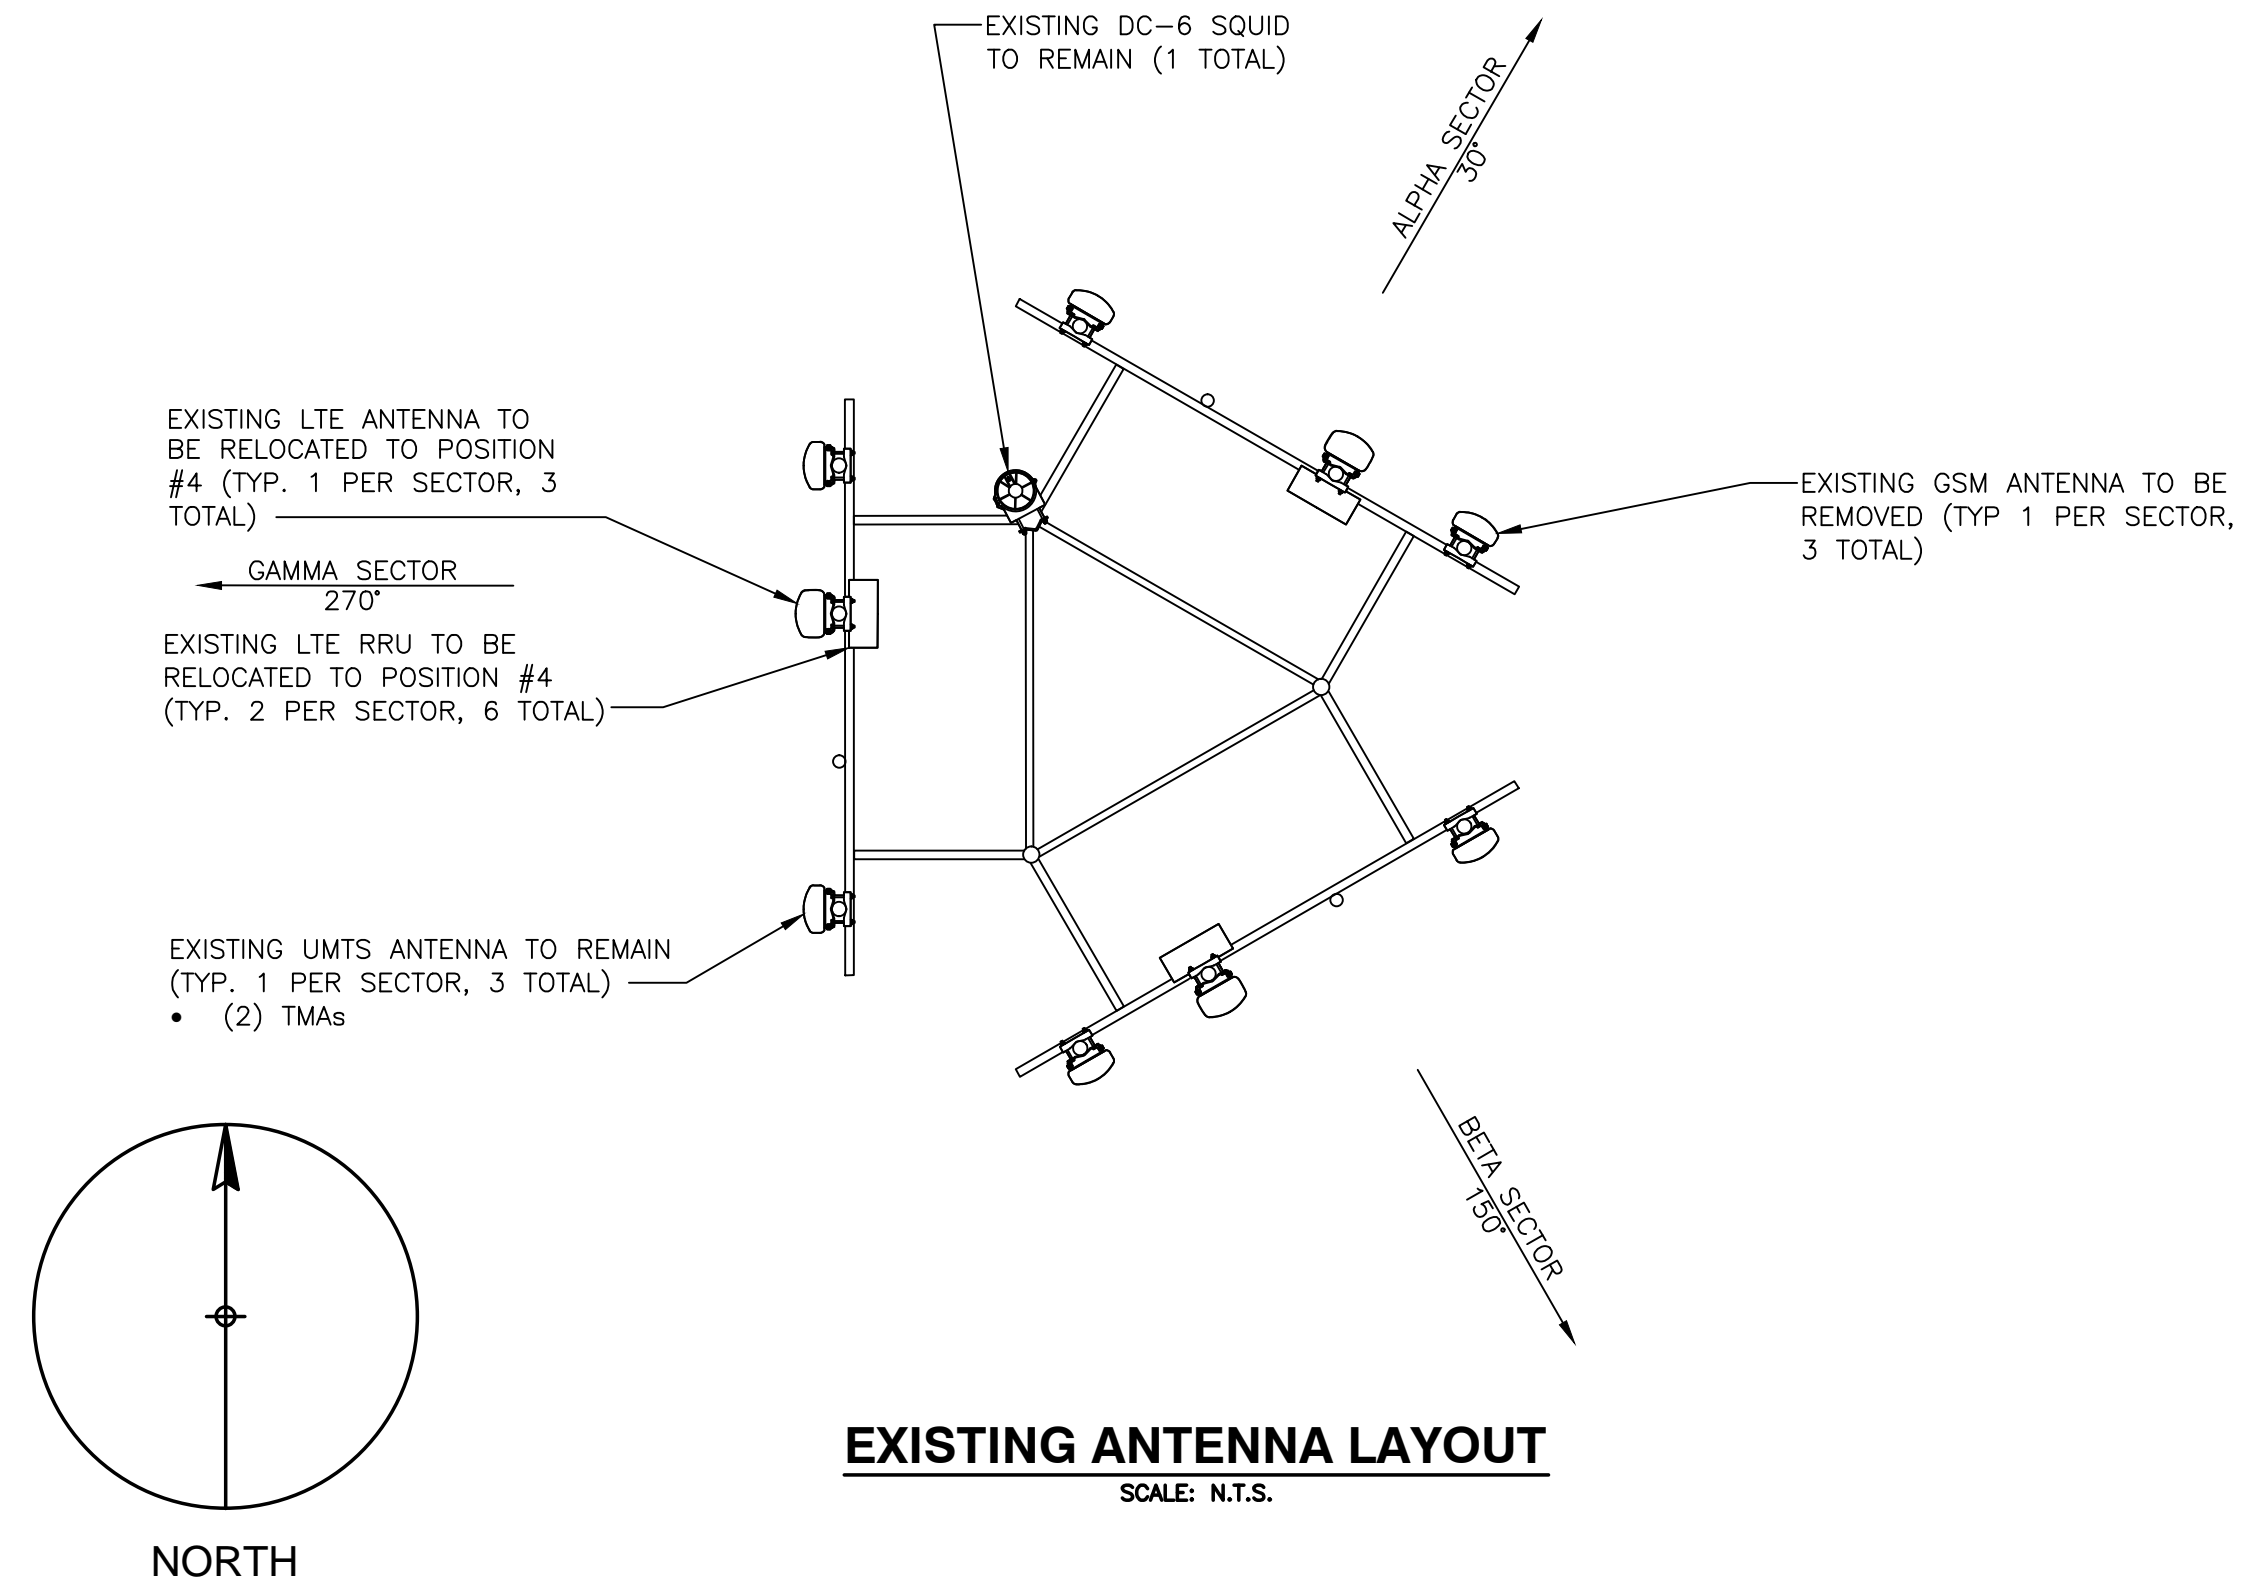 EXISTING DC-6 SQUID
TO REMAIN (1 TOTAL)
ALPHA SECTOR
30°
EXISTING LTE ANTENNA TO
BE RELOCATED TO POSITION
#4 (TYP. 1 PER SECTOR, 3
TOTAL)
EXISTING GSM ANTENNA TO BE
REMOVED (TYP 1 PER SECTOR,
3 TOTAL)
GAMMA SECTOR
270°
EXISTING LTE RRU TO BE
RELOCATED TO POSITION #4
(TYP. 2 PER SECTOR, 6 TOTAL)
EXISTING UMTS ANTENNA TO REMAIN
(TYP. 1 PER SECTOR, 3 TOTAL)
• (2) TMAs
BETA SECTOR
150°
EXISTING ANTENNA LAYOUT
SCALE: N.T.S.
NORTH